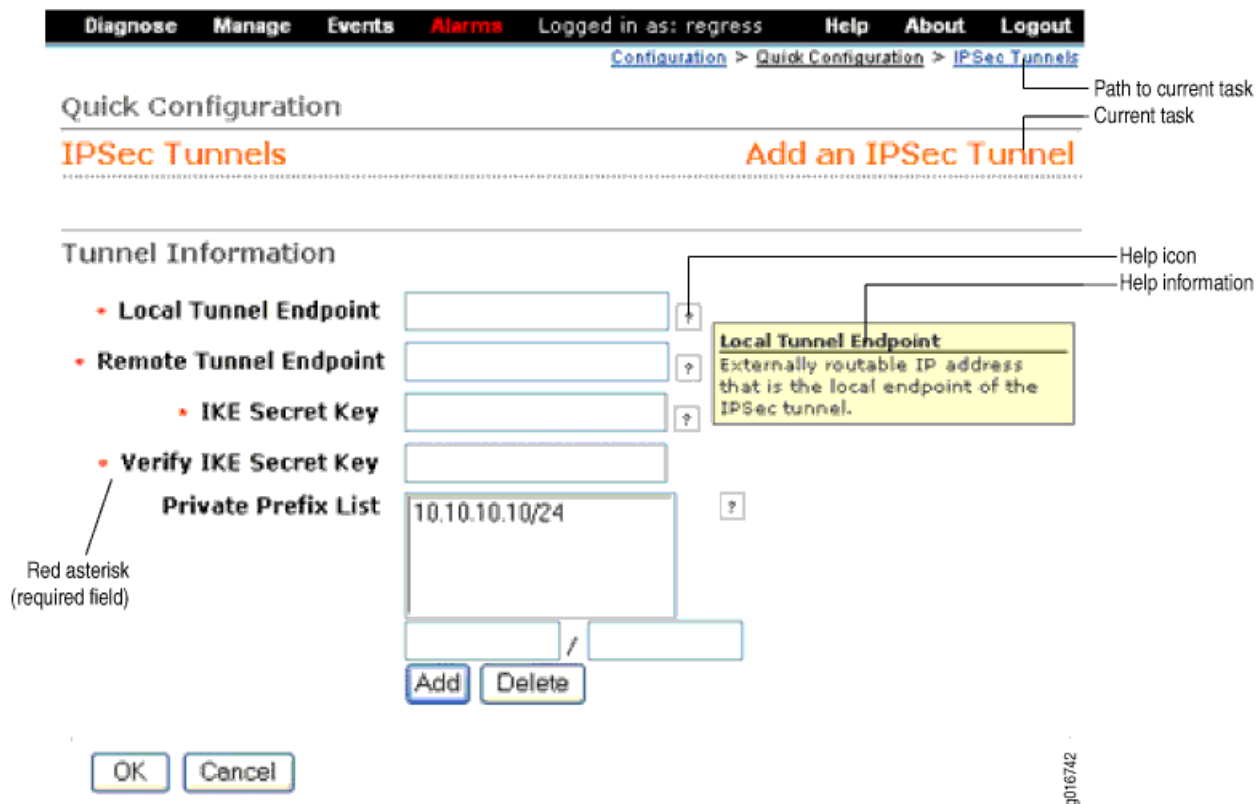 Diagnose Manage Events Alarms Logged in as: regress Help About Logout
Configuration > Quick Configuration > IPSec Tunnels
Path to current task
Quick Configuration
Current task
IPSec Tunnels Add an IPSec Tunnel
Tunnel Information
Help icon
Help information
* Local Tunnel Endpoint ?
Local Tunnel Endpoint
Externally routable IP address
that is the local endpoint of the
IPSec tunnel.
* Remote Tunnel Endpoint ?
* IKE Secret Key ?
* Verify IKE Secret Key
Private Prefix List 10.10.10.10/24 ?
Red asterisk
(required field)
/
Add Delete
OK Cancel
g016742